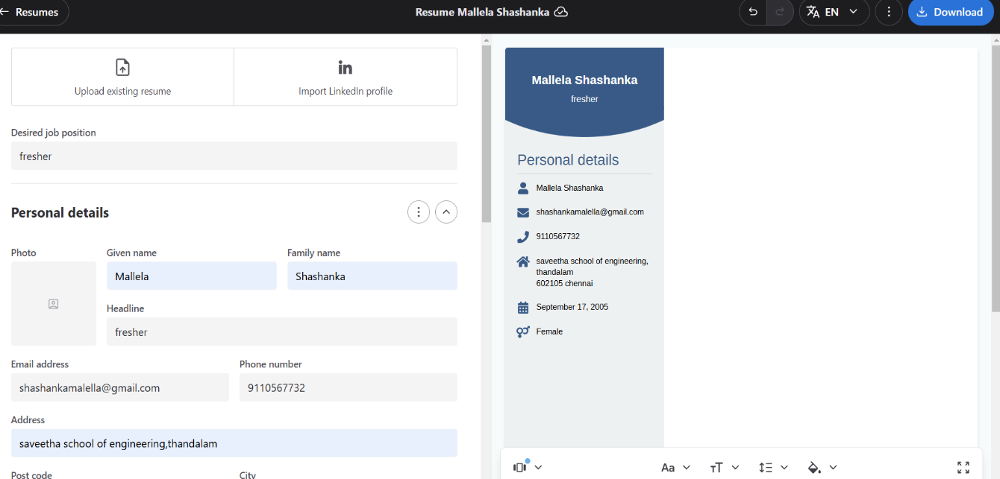 Resumes
Resume Mallela Shashanka
EN
Download
Upload existing resume
Import LinkedIn profile
Desired job position
fresher
Personal details
Photo
Given name
Family name
Mallela
Shashanka
Headline
fresher
Email address
Phone number
shashankamalella@gmail.com
9110567732
Address
saveetha school of engineering,thandalam
Post code
City
Mallela Shashanka
fresher
Personal details
Mallela Shashanka
shashankamalella@gmail.com
9110567732
saveetha school of engineering,
thandalam
602105 chennai
September 17, 2005
Female
Aa
TT